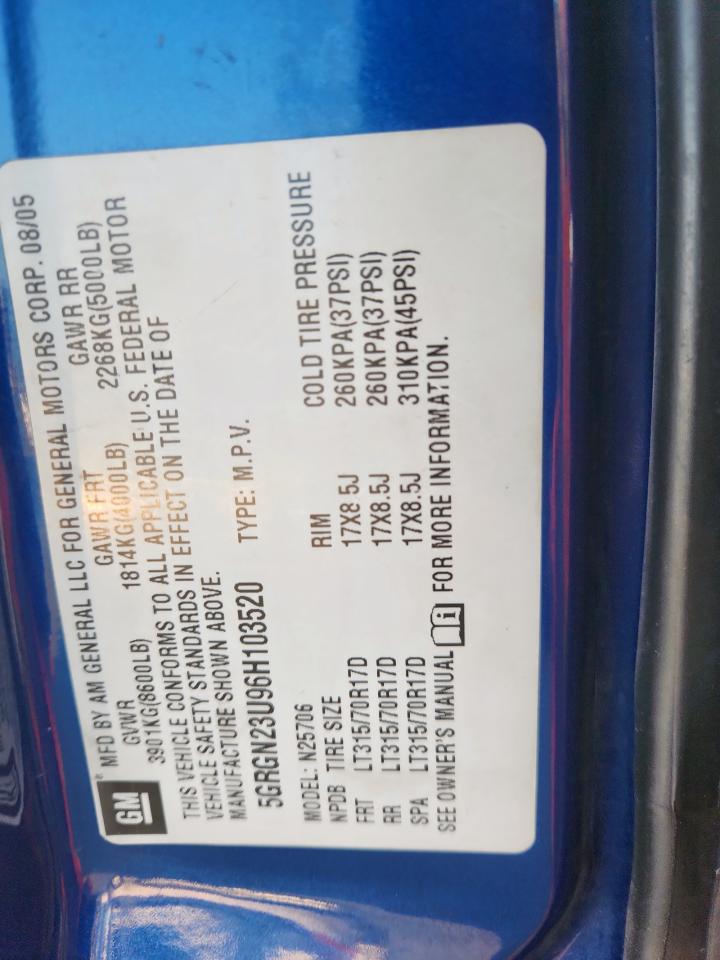 GM ® MFD BY AM GENERAL LLC FOR GENERAL MOTORS CORP. 08/05
GVWR GAWR FRT GAWR RR
3901KG(8600LB) 1814KG(4000LB) 2268KG(5000LB)
THIS VEHICLE CONFORMS TO ALL APPLICABLE U.S. FEDERAL MOTOR
VEHICLE SAFETY STANDARDS IN EFFECT ON THE DATE OF
MANUFACTURE SHOWN ABOVE.
5GRGN23U96H103520 TYPE: M.P.V.
MODEL: N25706
NPDB TIRE SIZE RIM COLD TIRE PRESSURE
FRT LT315/70R17D 17X8.5J 260KPA(37PSI)
RR LT315/70R17D 17X8.5J 260KPA(37PSI)
SPA LT315/70R17D 17X8.5J 310KPA(45PSI)
SEE OWNER'S MANUAL i FOR MORE INFORMATION.